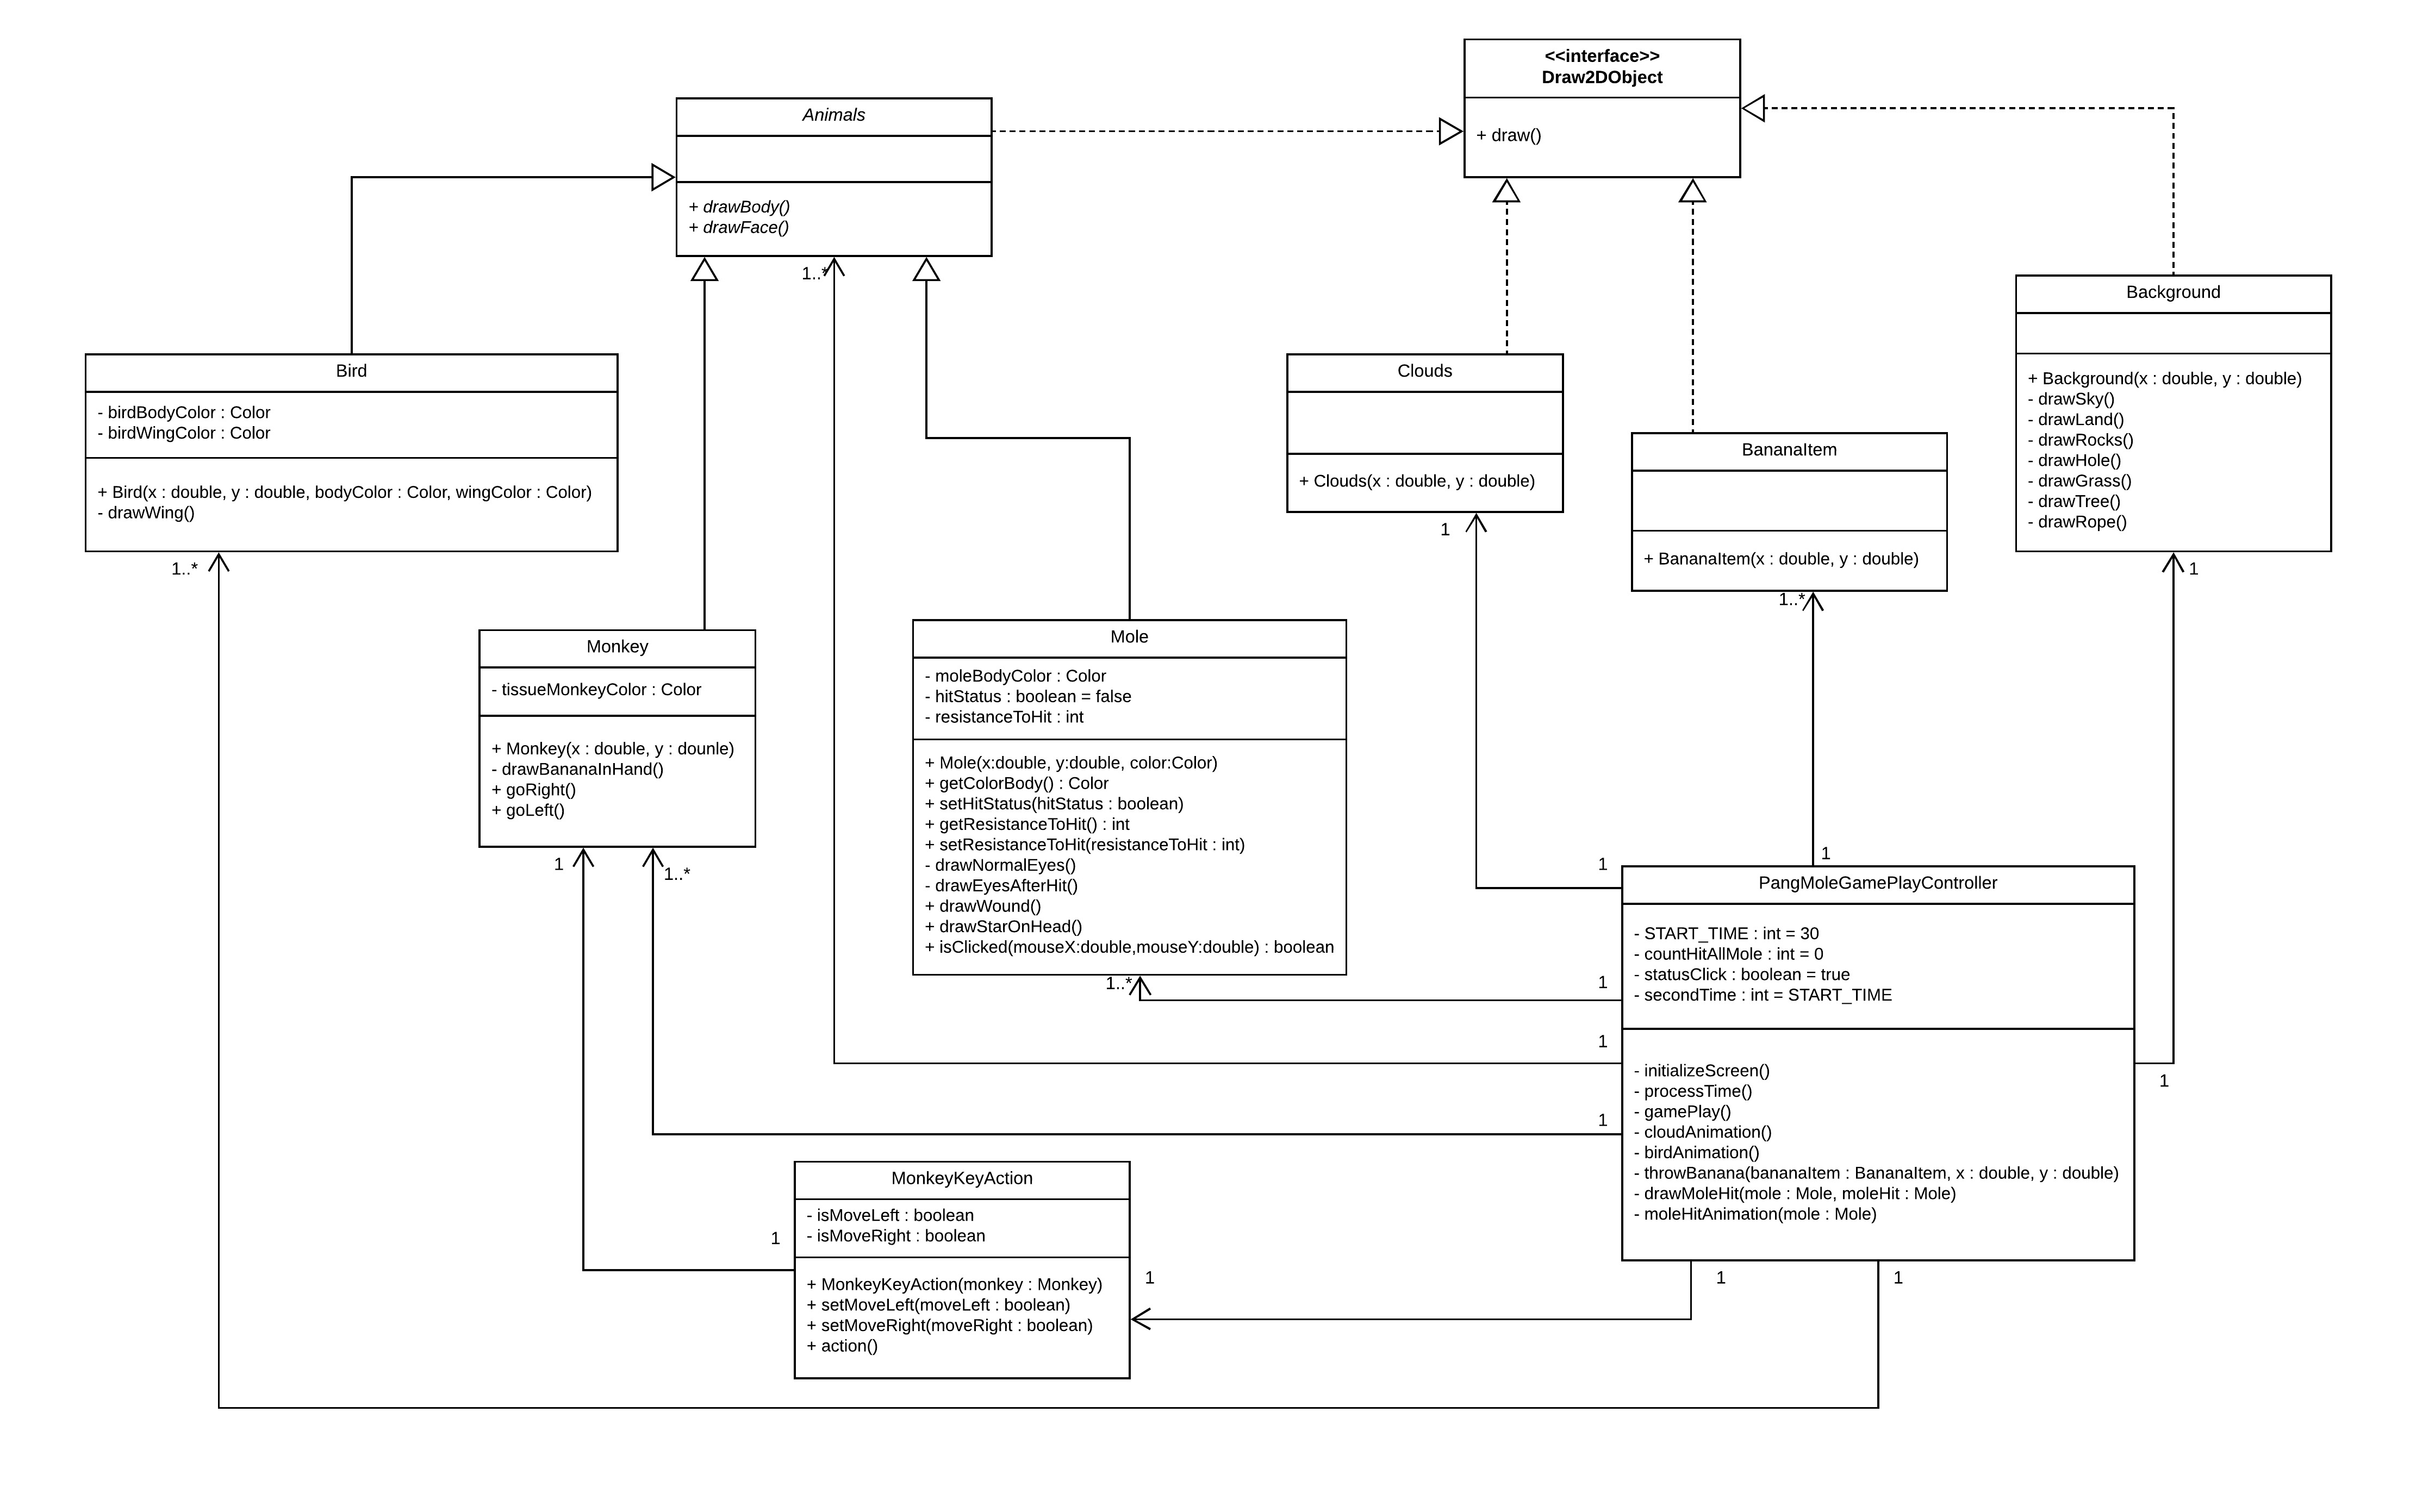 <<interface>>
Draw2DObject
+ draw()
Animals
+ drawBody()
+ drawFace()
1..*
Background
+ Background(x : double, y : double)
- drawSky()
- drawLand()
- drawRocks()
- drawHole()
- drawGrass()
- drawTree()
- drawRope()
1
Bird
- birdBodyColor : Color
- birdWingColor : Color
+ Bird(x : double, y : double, bodyColor : Color, wingColor : Color)
- drawWing()
1..*
Clouds
+ Clouds(x : double, y : double)
1
BananaItem
+ BananaItem(x : double, y : double)
1..*
Monkey
- tissueMonkeyColor : Color
+ Monkey(x : double, y : dounle)
- drawBananaInHand()
+ goRight()
+ goLeft()
1
1..*
Mole
- moleBodyColor : Color
- hitStatus : boolean = false
- resistanceToHit : int
+ Mole(x:double, y:double, color:Color)
+ getColorBody() : Color
+ setHitStatus(hitStatus : boolean)
+ getResistanceToHit() : int
+ setResistanceToHit(resistanceToHit : int)
- drawNormalEyes()
- drawEyesAfterHit()
+ drawWound()
+ drawStarOnHead()
+ isClicked(mouseX:double,mouseY:double) : boolean
1..*
1
1
1
1
1
PangMoleGamePlayController
- START_TIME : int = 30
- countHitAllMole : int = 0
- statusClick : boolean = true
- secondTime : int = START_TIME
- initializeScreen()
- processTime()
- gamePlay()
- cloudAnimation()
- birdAnimation()
- throwBanana(bananaItem : BananaItem, x : double, y : double)
- drawMoleHit(mole : Mole, moleHit : Mole)
- moleHitAnimation(mole : Mole)
1
1
1
MonkeyKeyAction
- isMoveLeft : boolean
- isMoveRight : boolean
+ MonkeyKeyAction(monkey : Monkey)
+ setMoveLeft(moveLeft : boolean)
+ setMoveRight(moveRight : boolean)
+ action()
1
1